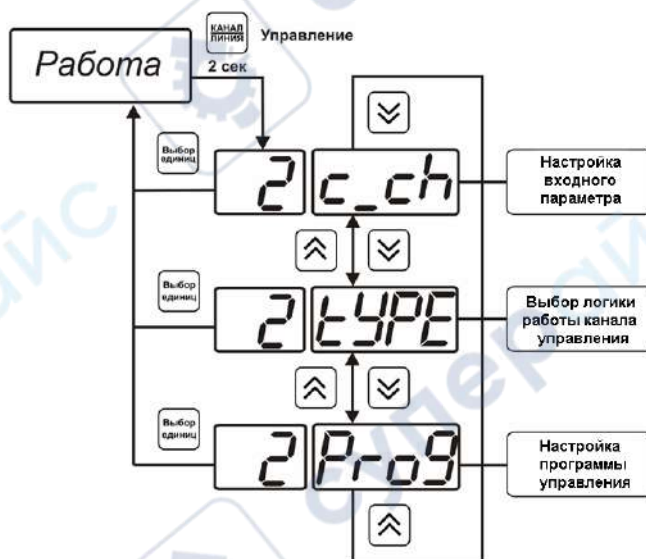 КАНАЛ
ЛИНИЯ
Управление
Работа
2 сек
Выбор
единиц
2 c_ch
Настройка
входного
параметра
Выбор
единиц
2 tYPE
Выбор логики
работы канала
управления
Выбор
единиц
2 Prog
Настройка
программы
управления